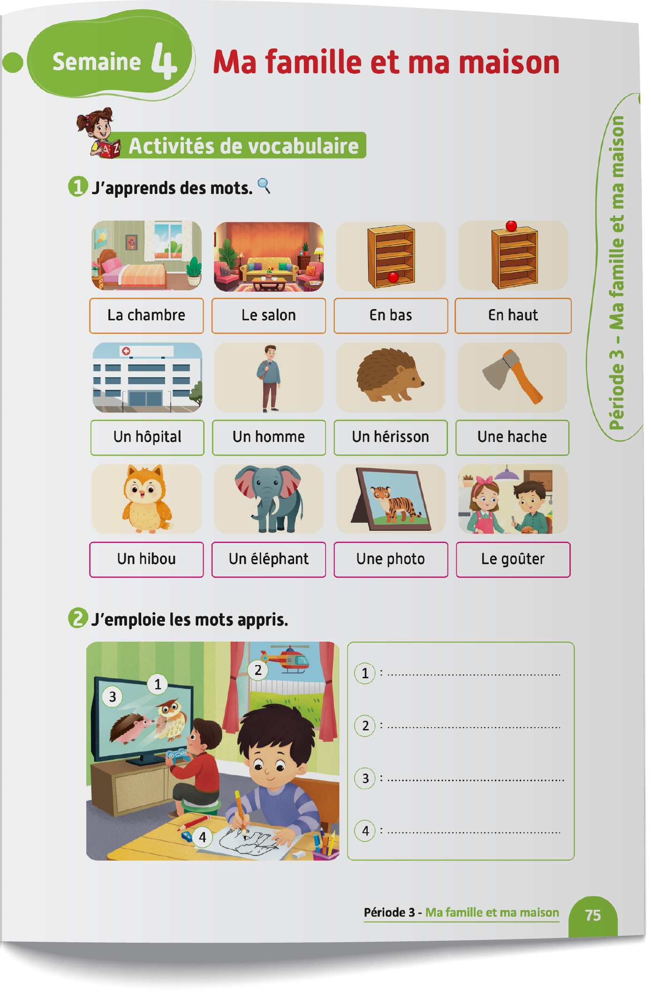 Semaine 4
Ma famille et ma maison
Activités de vocabulaire
A Z
1 J'apprends des mots.
La chambre
Le salon
En bas
En haut
Un hôpital
Un homme
Un hérisson
Une hache
Un hibou
Un éléphant
Une photo
Le goûter
2 J'emploie les mots appris.
1
2
3
4
1 : ................................................
2 : ................................................
3 : ................................................
4 : ................................................
Période 3 – Ma famille et ma maison
Période 3 - Ma famille et ma maison
75